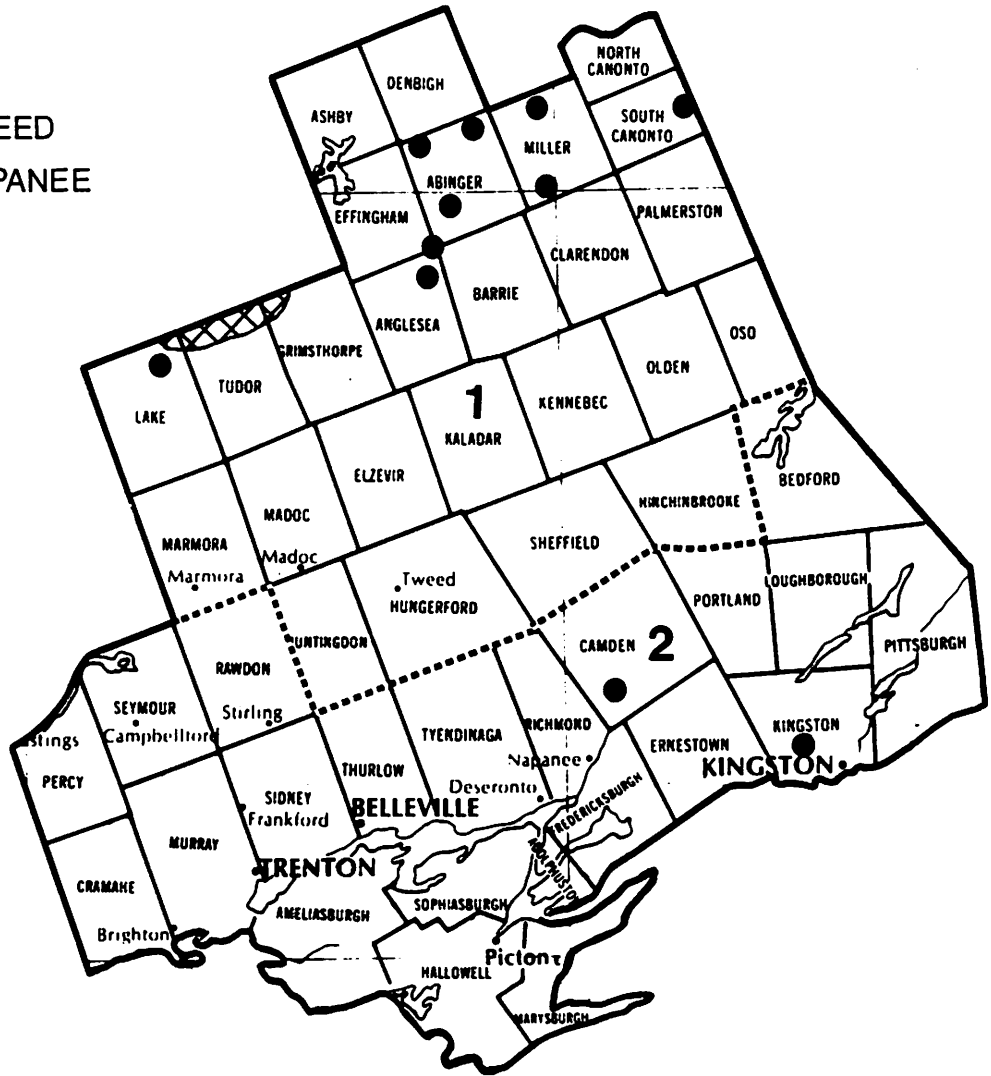 EED
PANEE
NORTH
CANONTO
DENBIGH
ASHBY
SOUTH
CANONTO
MILLER
ABINGER
EFFINGHAM
PALMERSTON
CLARENDON
BARRIE
ANGLESEA
OSO
GRIMSTHORPE
OLDEN
TUDOR
LAKE
1
KENNEBEC
KALADAR
ELZEVIR
BEDFORD
HINCHINBROOKE
MADOC
SHEFFIELD
MARMORA
Madoc
Marmora
Tweed
HUNGERFORD
LOUGHBOROUGH
PORTLAND
UNTINGDON
CAMDEN 2
PITTSBURGH
RAWDON
SEYMOUR
Stirling
Campbellford
stings
RICHMOND
KINGSTON
TYENDINAGA
ERNESTOWN
Napanee
KINGSTON
THURLOW
PERCY
Deseronto
FREDERICKSBURGH
SIDNEY
Frankford
BELLEVILLE
MURRAY
ADOLPHUSTO
TRENTON
CRAMAHE
SOPHIASBURGH
AMELIASBURGH
Brighton
Picton
HALLOWELL
MARYSBURGH